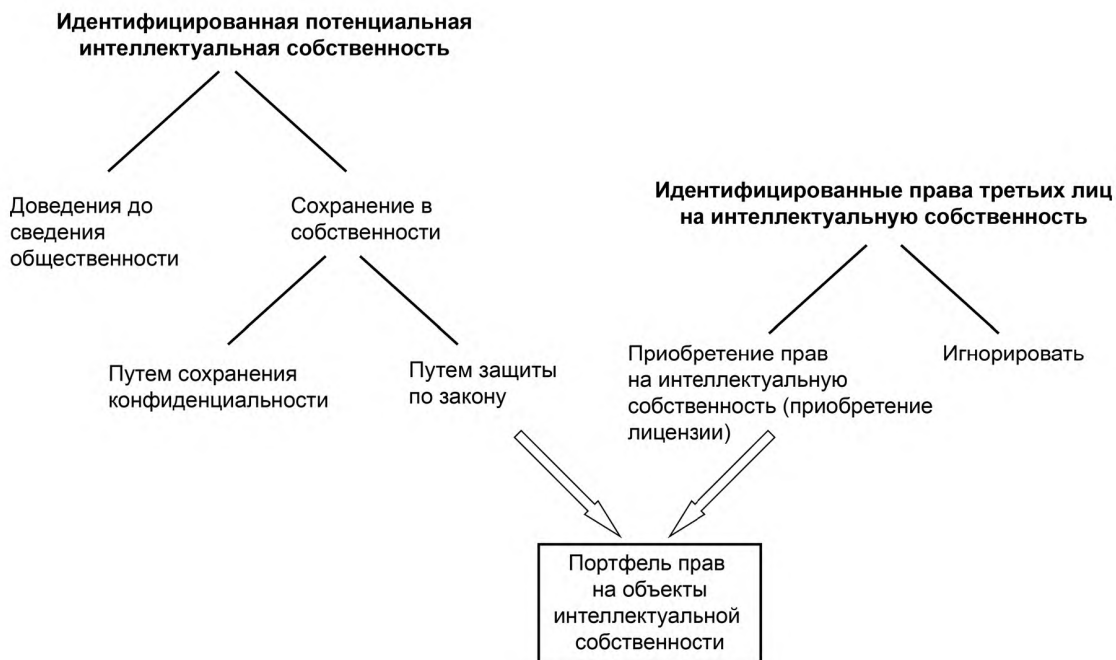 Идентифицированная потенциальная
интеллектуальная собственность
Доведения до
сведения
общественности
Сохранение в
собственности
Путем сохранения
конфиденциальности
Путем защиты
по закону
Идентифицированные права третьих лиц
на интеллектуальную собственность
Приобретение прав
на интеллектуальную
собственность (приобретение
лицензии)
Игнорировать
Портфель прав
на объекты
интеллектуальной
собственности